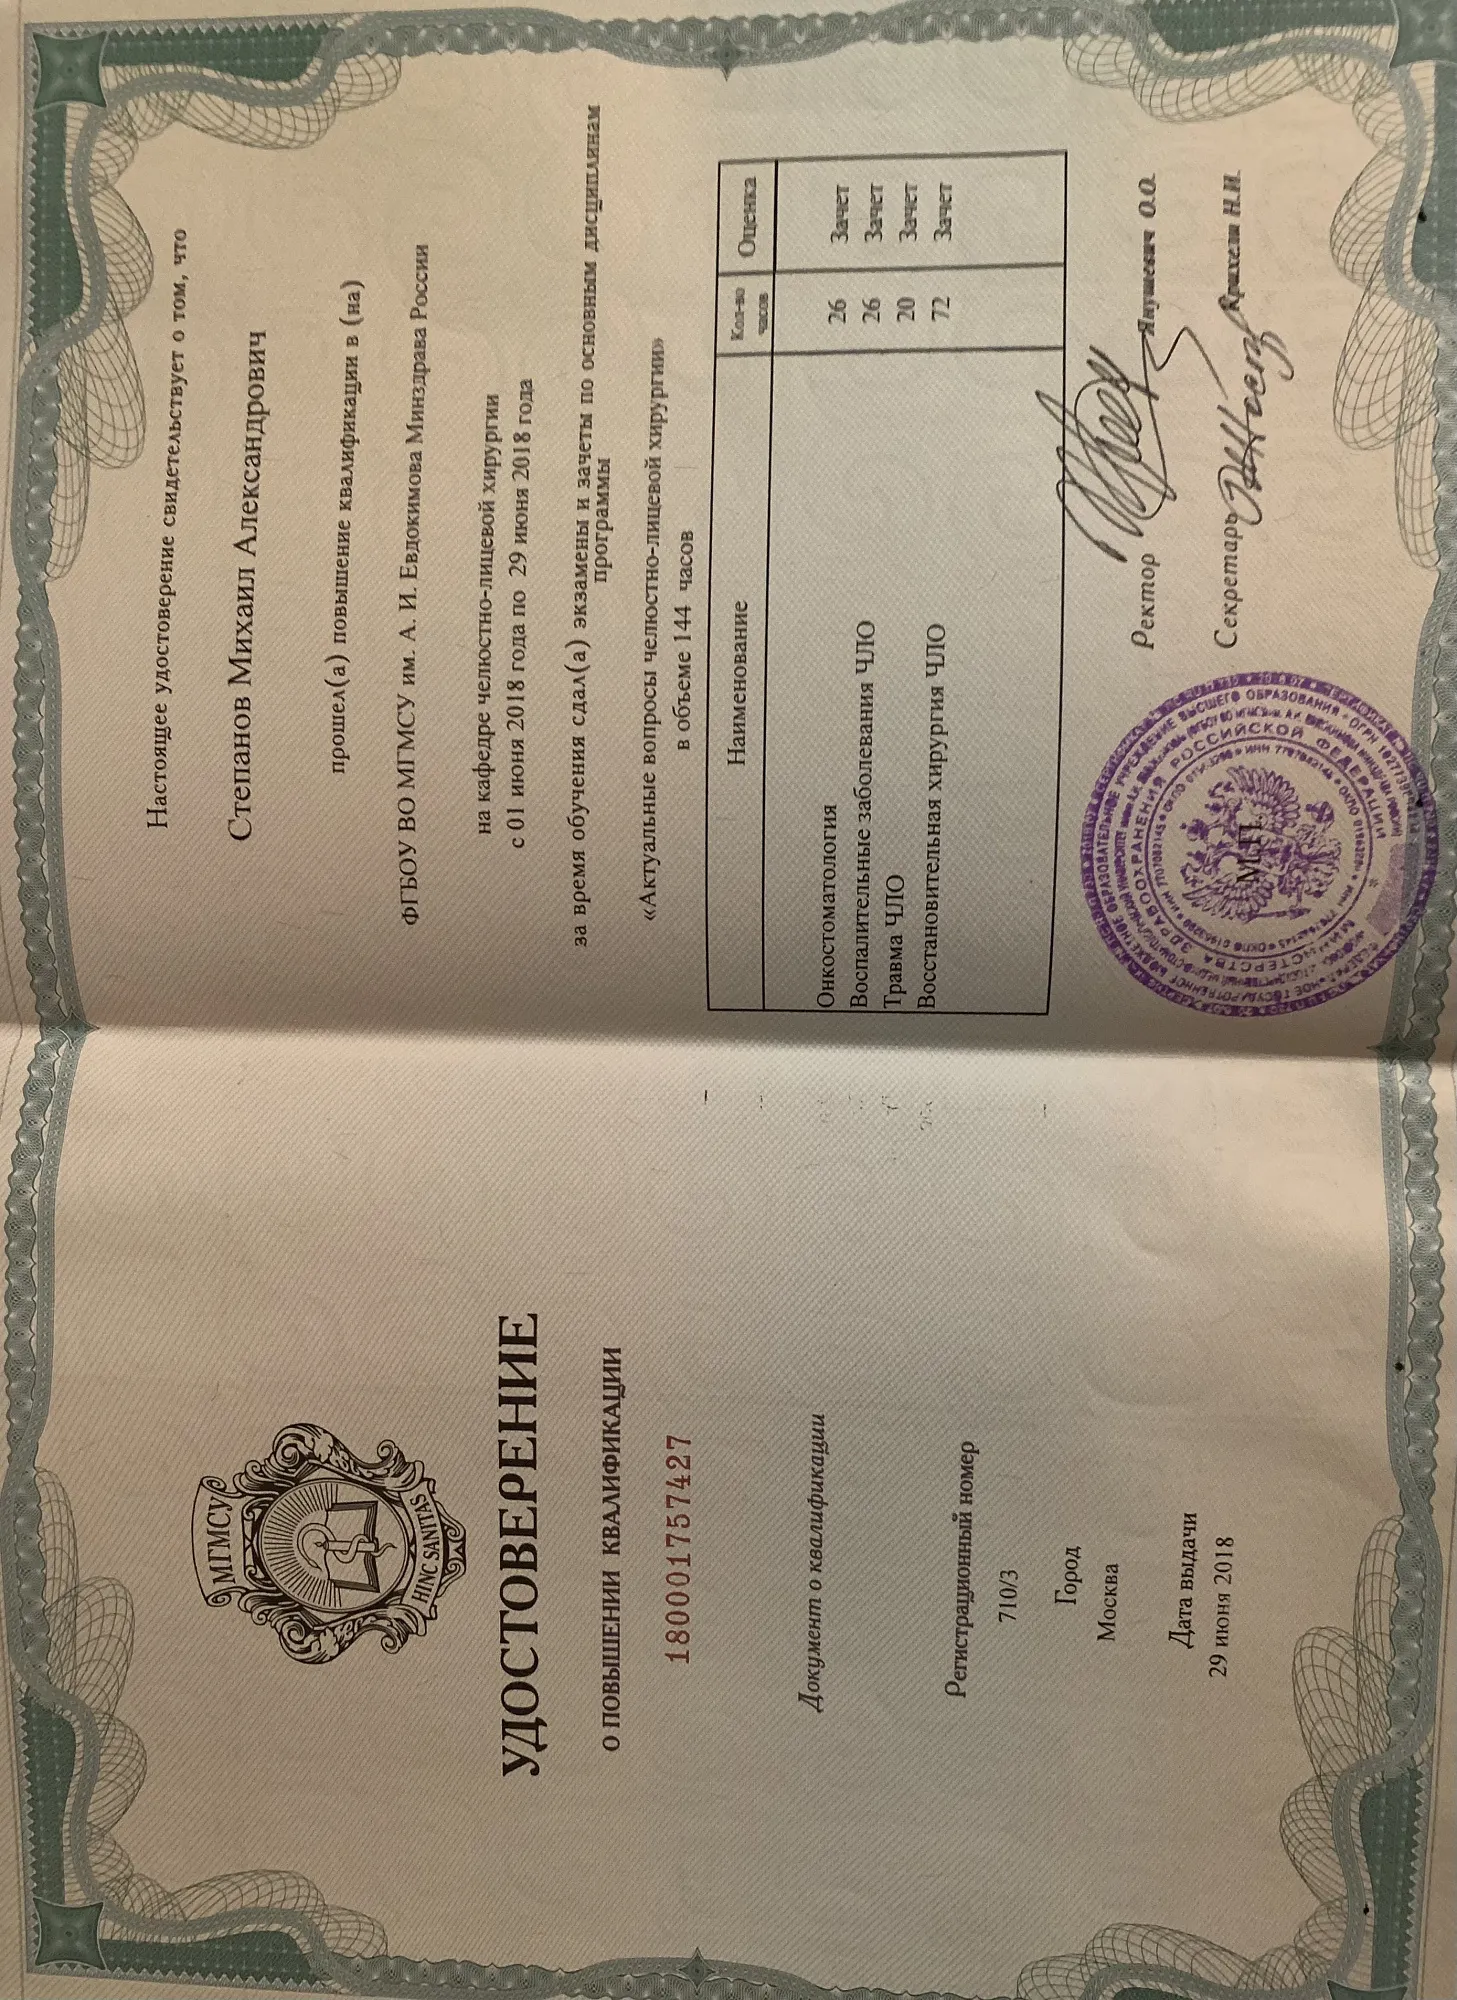 МГМСУ
HINC SANITAS
УДОСТОВЕРЕНИЕ
О ПОВЫШЕНИИ КВАЛИФИКАЦИИ
180001757427
Документ о квалификации
Регистрационный номер
710/3
Город
Москва
Дата выдачи
29 июня 2018
Настоящее удостоверение свидетельствует о том, что
Степанов Михаил Александрович
прошел(а) повышение квалификации в (на)
ФГБОУ ВО МГМСУ им. А. И. Евдокимова Минздрава России
на кафедре челюстно-лицевой хирургии
с 01 июня 2018 года по 29 июня 2018 года
за время обучения сдал(а) экзамены и зачеты по основным дисциплинам
программы
«Актуальные вопросы челюстно-лицевой хирургии»
в объеме 144 часов
Наименование Кол-во часов Оценка
Онкостоматология 26 Зачет
Воспалительные заболевания ЧЛО 26 Зачет
Травма ЧЛО 20 Зачет
Восстановительная хирургия ЧЛО 72 Зачет
Ректор Янушевич О.О.
Секретарь Крихели Н.И.
М.П.
МИНИСТЕРСТВА ЗДРАВООХРАНЕНИЯ РОССИЙСКОЙ ФЕДЕРАЦИИ